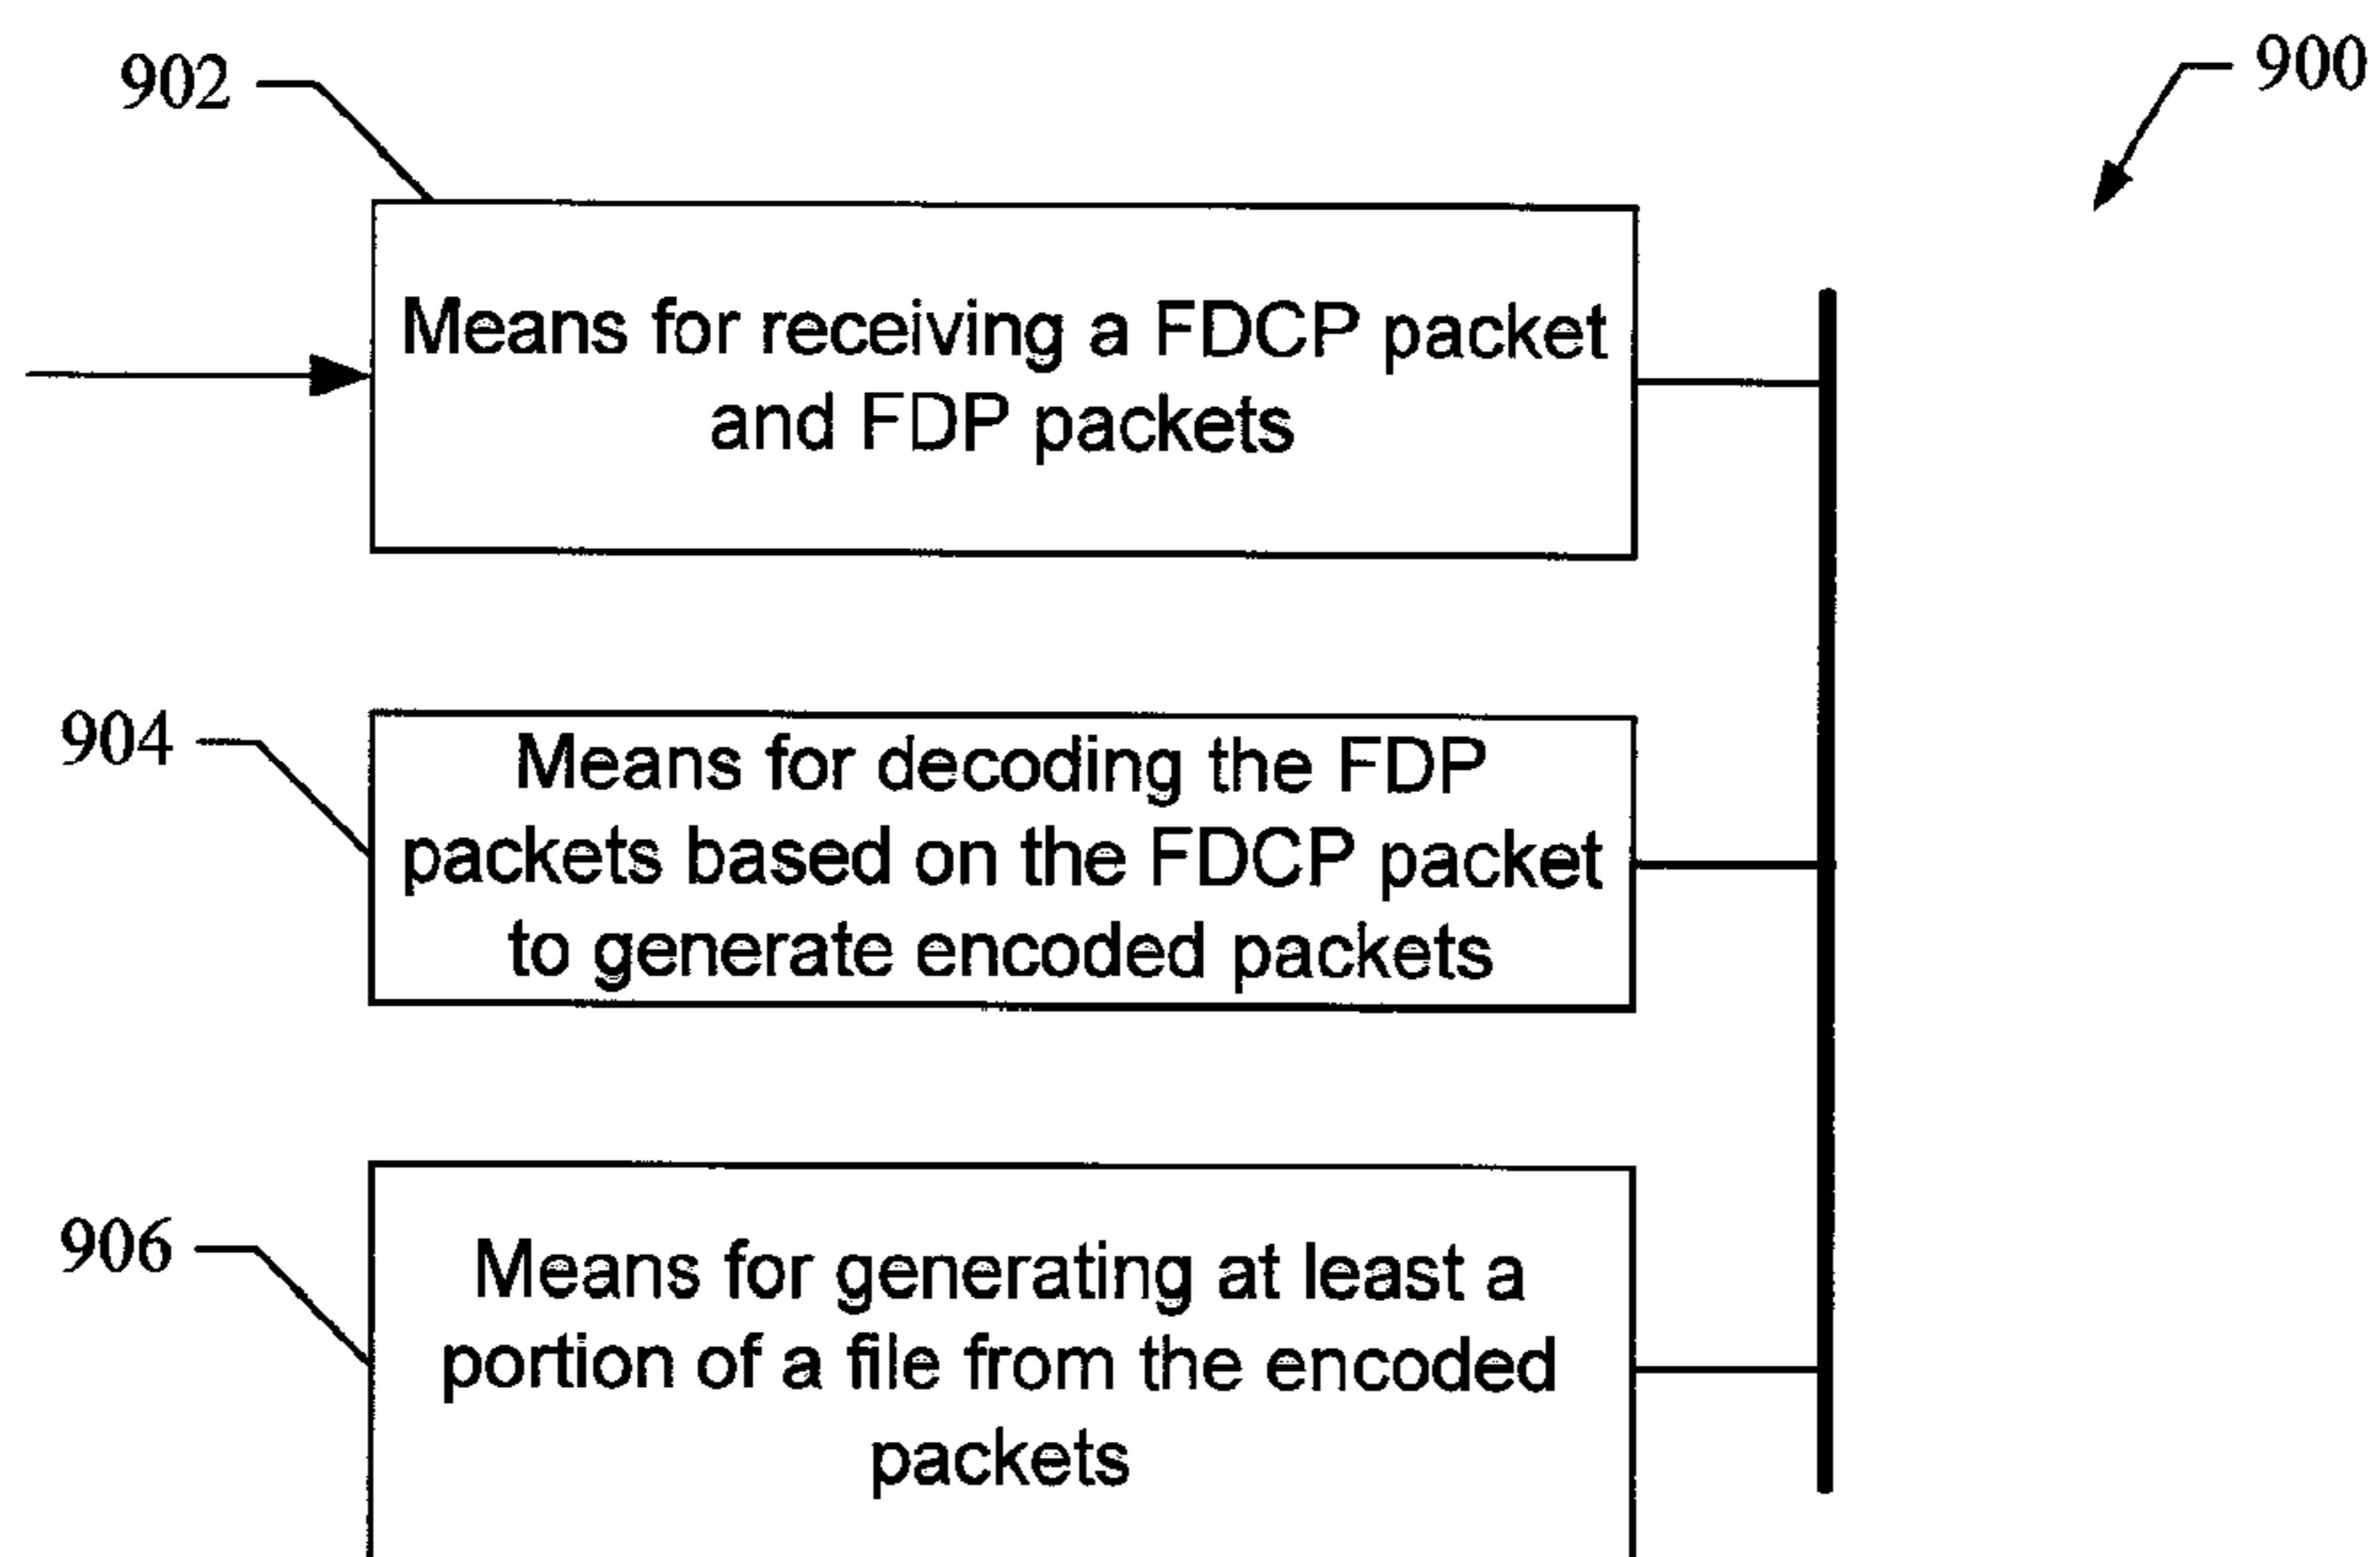 902
900
Means for receiving a FDCP packet
and FDP packets
904
Means for decoding the FDP
packets based on the FDCP packet
to generate encoded packets
906
Means for generating at least a
portion of a file from the encoded
packets